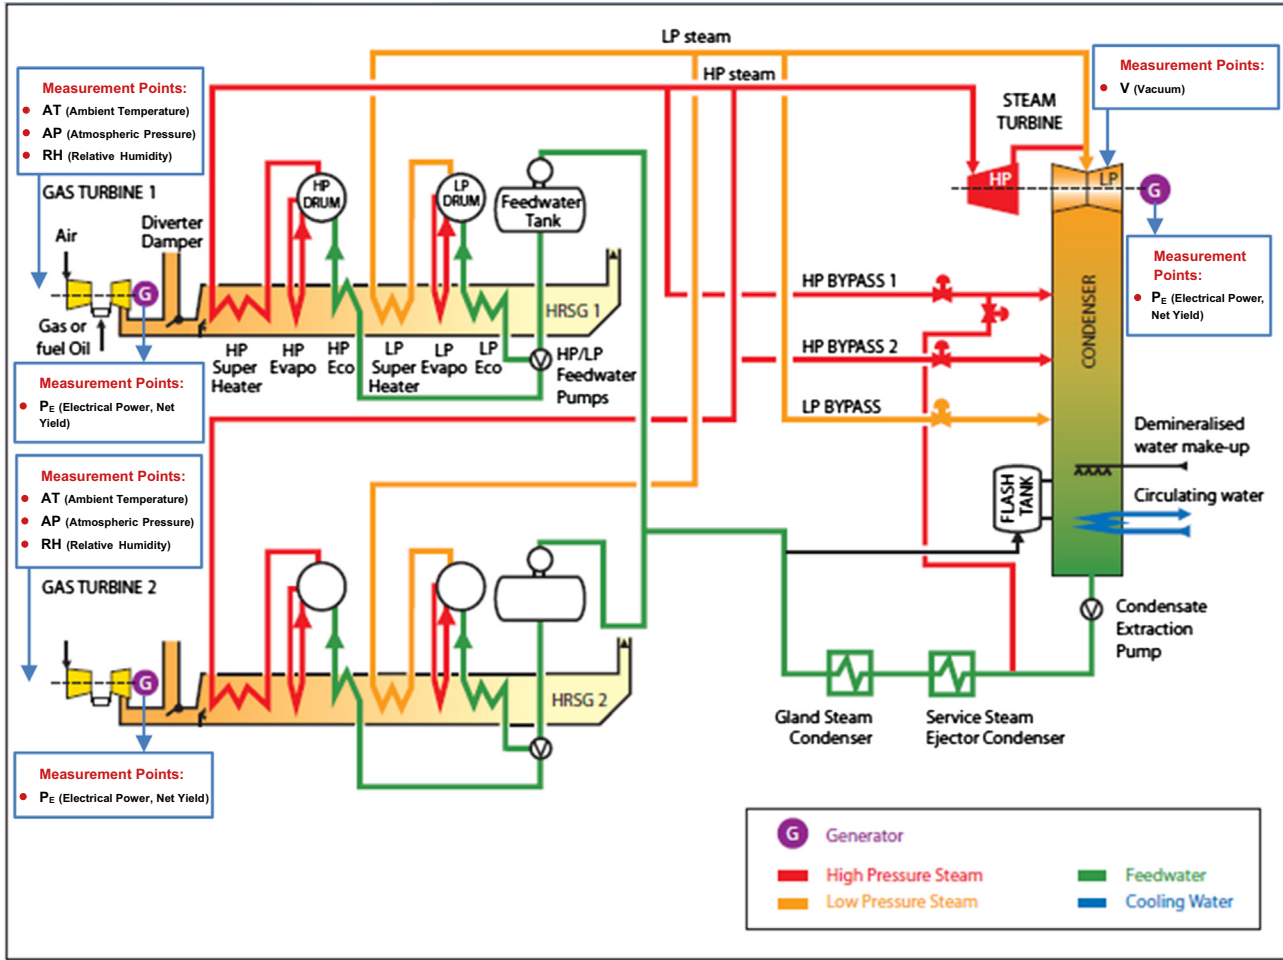 LP steam
HP steam
Measurement Points:
AT (Ambient Temperature)
AP (Atmospheric Pressure)
RH (Relative Humidity)
Measurement Points:
V (Vacuum)
STEAM
TURBINE
GAS TURBINE 1
HP
DRUM
LP
DRUM
Feedwater
Tank
HP
LP
G
Air
Diverter
Damper
G
Measurement
Points:
PE (Electrical Power,
Net Yield)
HRSG 1
HP BYPASS 1
CONDENSER
Gas or
fuel Oil
HP
Super
Heater
HP
Evapo
HP
Eco
LP
Super
Heater
LP
Evapo
LP
Eco
V
HP/LP
Feedwater
Pumps
HP BYPASS 2
Measurement Points:
PE (Electrical Power, Net
Yield)
LP BYPASS
Demineralised
water make-up
Measurement Points:
AT (Ambient Temperature)
AP (Atmospheric Pressure)
RH (Relative Humidity)
FLASH
TANK
Circulating water
GAS TURBINE 2
V
Condensate
Extraction
Pump
G
HRSG 2
V
Gland Steam
Condenser
Service Steam
Ejector Condenser
Measurement Points:
PE (Electrical Power, Net Yield)
G
Generator
High Pressure Steam
Feedwater
Low Pressure Steam
Cooling Water